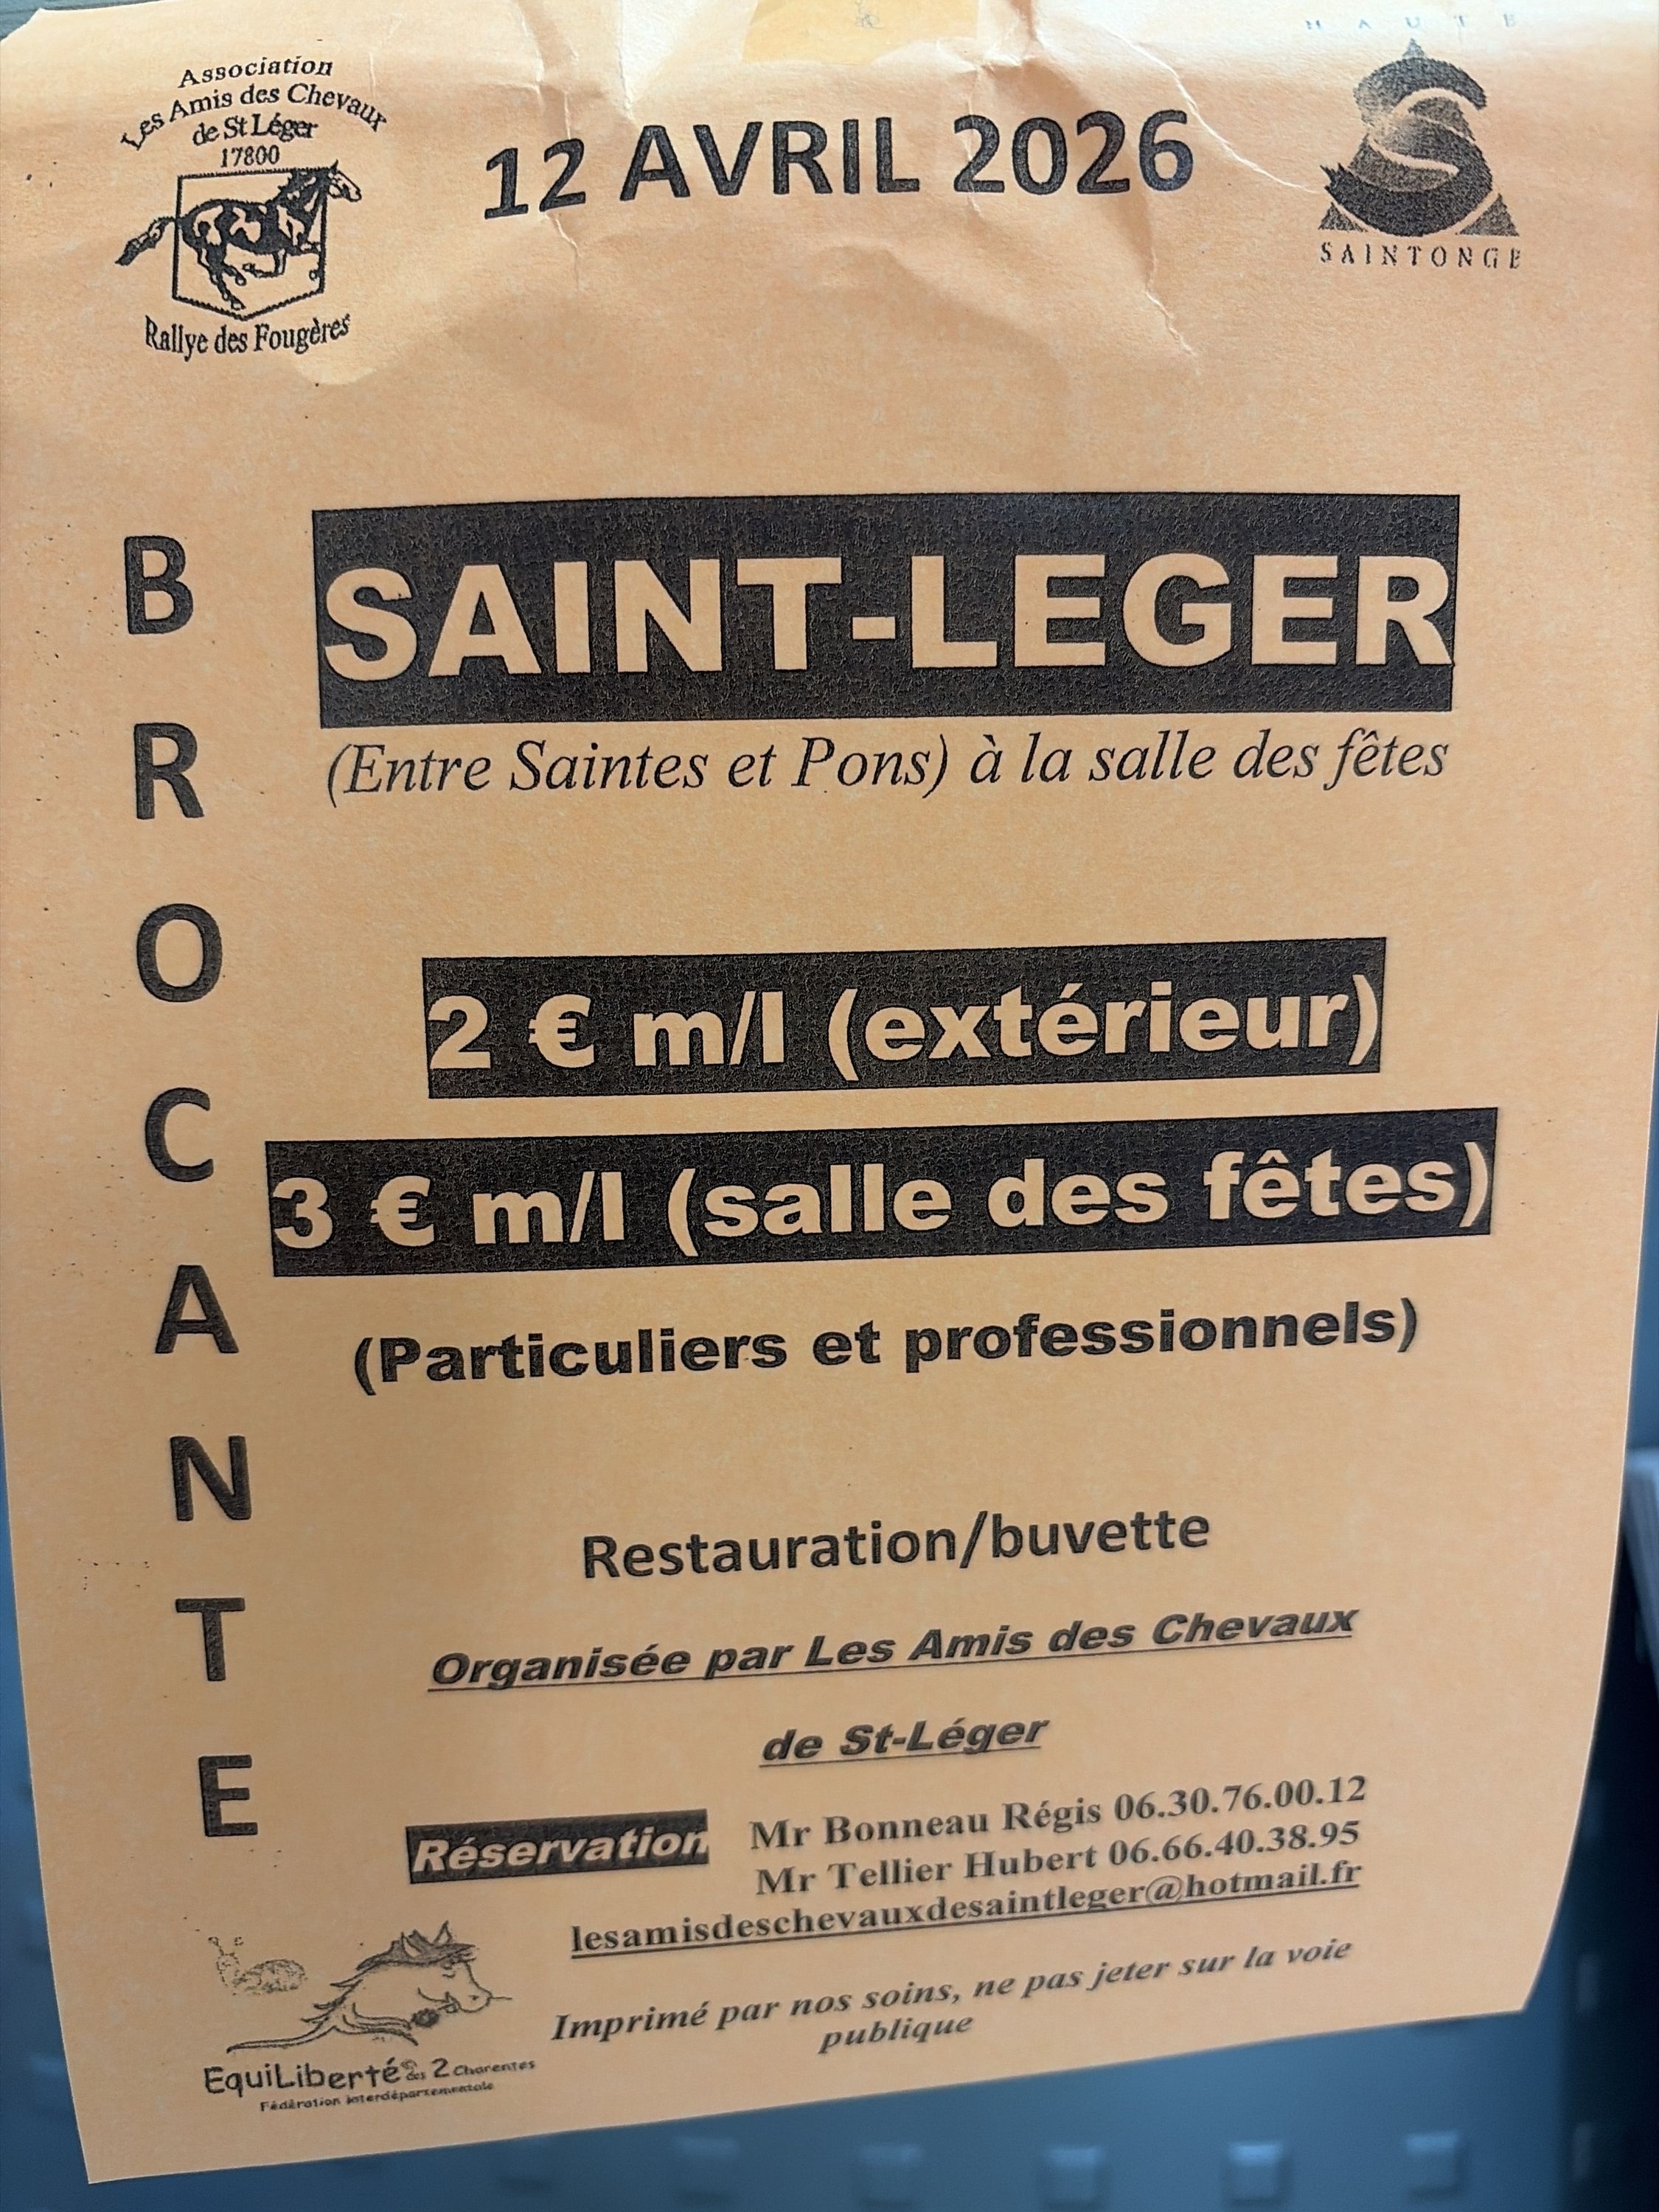 Association
Les Amis des Chevaux
de St Léger
17800
Rallye des Fougères
12 AVRIL 2026
HAUTE
SAINTONGE
BROCANTE
SAINT-LEGER
(Entre Saintes et Pons) à la salle des fêtes
2 € m/l (extérieur)
3 € m/l (salle des fêtes)
(Particuliers et professionnels)
Restauration/buvette
Organisée par Les Amis des Chevaux
de St-Léger
Réservation
Mr Bonneau Régis 06.30.76.00.12
Mr Tellier Hubert 06.66.40.38.95
lesamisdeschevauxdesaintleger@hotmail.fr
Imprimé par nos soins, ne pas jeter sur la voie
publique
EquiLiberté des 2 Charentes
Fédération interdépartementale